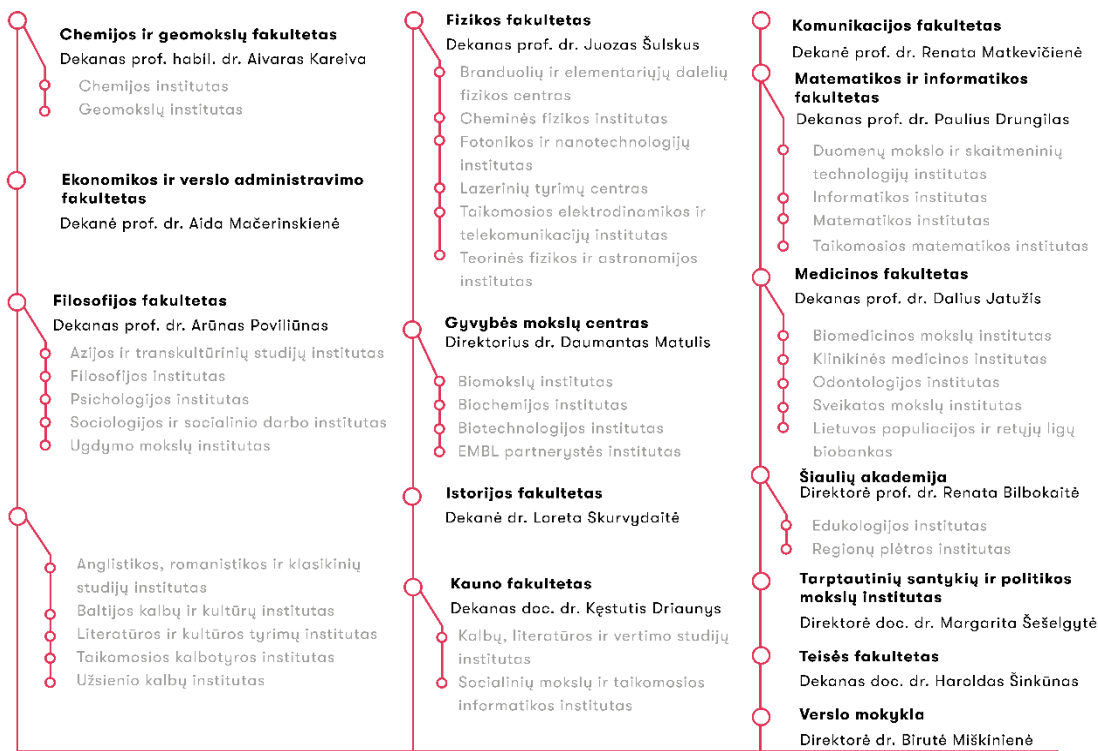 Chemijos ir geomokslų fakultetas
Dekanas prof. habil. dr. Aivaras Kareiva
Chemijos institutas
Geomokslų institutas
Ekonomikos ir verslo administravimo
fakultetas
Dekanė prof. dr. Aida Mačerinskienė
Filosofijos fakultetas
Dekanas prof. dr. Arūnas Poviliūnas
Azijos ir transkultūrinių studijų institutas
Filosofijos institutas
Psichologijos institutas
Sociologijos ir socialinio darbo institutas
Ugdymo mokslų institutas
Anglistikos, romanistikos ir klasikinių
studijų institutas
Baltijos kalbų ir kultūrų institutas
Literatūros ir kultūros tyrimų institutas
Taikomosios kalbotyros institutas
Užsienio kalbų institutas
Fizikos fakultetas
Dekanas prof. dr. Juozas Šulskus
Branduolių ir elementariųjų dalelių
fizikos centras
Cheminės fizikos institutas
Fotonikos ir nanotechnologijų
institutas
Lazerinių tyrimų centras
Taikomosios elektrodinamikos ir
telekomunikacijų institutas
Teorinės fizikos ir astronomijos
institutas
Gyvybės mokslų centras
Direktorius dr. Daumantas Matulis
Biomokslų institutas
Biochemijos institutas
Biotechnologijos institutas
EMBL partnerystės institutas
Istorijos fakultetas
Dekanė dr. Loreta Skurvydaitė
Kauno fakultetas
Dekanas doc. dr. Kęstutis Driaunys
Kalbų, literatūros ir vertimo studijų
institutas
Socialinių mokslų ir taikomosios
informatikos institutas
Komunikacijos fakultetas
Dekanė prof. dr. Renata Matkevičienė
Matematikos ir informatikos
fakultetas
Dekanas prof. dr. Paulius Drungilas
Duomenų mokslo ir skaitmeninių
technologijų institutas
Informatikos institutas
Matematikos institutas
Taikomosios matematikos institutas
Medicinos fakultetas
Dekanas prof. dr. Dalius Jatužis
Biomedicinos mokslų institutas
Klinikinės medicinos institutas
Odontologijos institutas
Sveikatos mokslų institutas
Lietuvos populiacijos ir retųjų ligų
biobankas
Šiaulių akademija
Direktorė prof. dr. Renata Bilbokaitė
Edukologijos institutas
Regionų plėtros institutas
Tarptautinių santykių ir politikos
mokslų institutas
Direktorė doc. dr. Margarita Šešelgytė
Teisės fakultetas
Dekanas doc. dr. Haroldas Šinkūnas
Verslo mokykla
Direktorė dr. Birutė Miškinienė